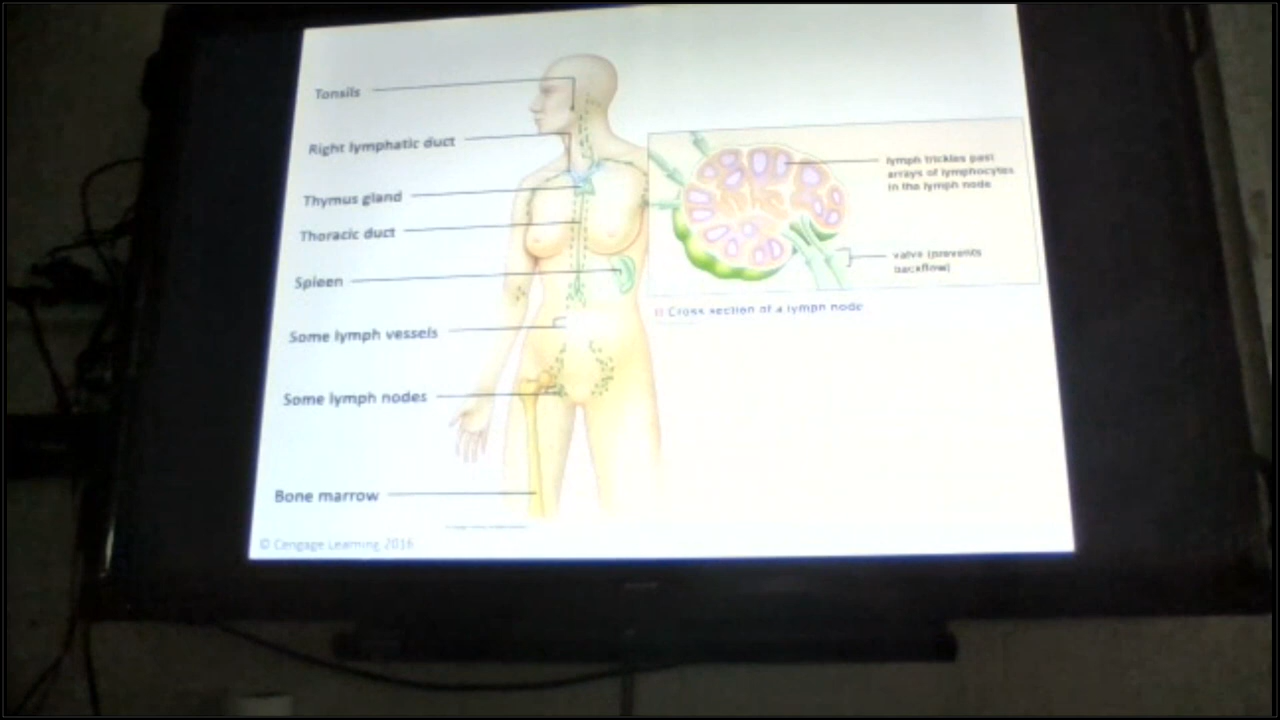 Tonsils
Right lymphatic duct
Thymus gland
Thoracic duct
Spleen
Some lymph vessels
Some lymph nodes
Bone marrow
© Cengage Learning 2016
lymph trickles past
arrays of lymphocytes
in the lymph node
valve (prevents
backflow)
Cross section of a lymph node